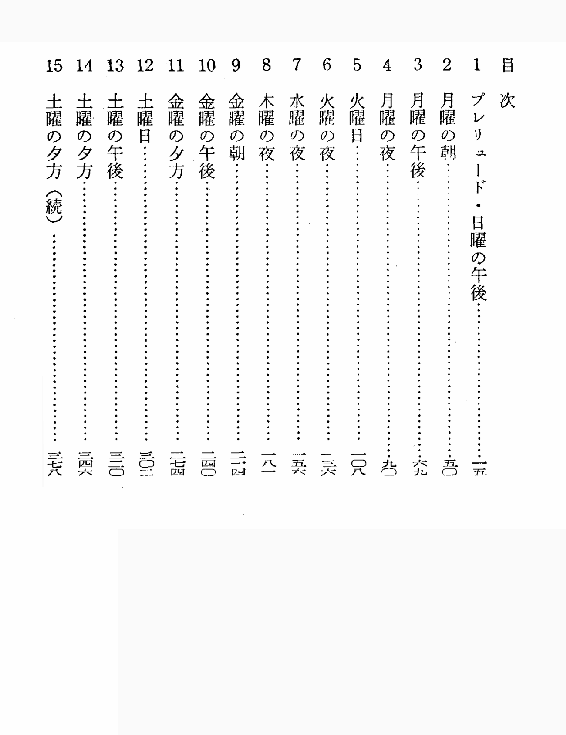 目次
1 プレリュード・日曜の午後……一五
2 月曜の朝……五〇
3 月曜の午後……六九
4 月曜の夜……九〇
5 火曜日……一〇八
6 火曜の夜……一三六
7 水曜の夜……一五六
8 木曜の夜……一八一
9 金曜の朝……二一四
10 金曜の午後……二四〇
11 金曜の夕方……二七四
12 土曜日……三〇二
13 土曜の午後……三二〇
14 土曜の夕方……三四六
15 土曜の夕方（続）……三七八